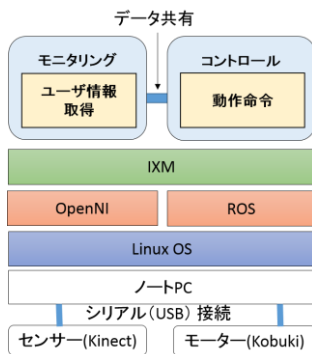 データ共有
モニタリング
コントロール
ユーザ情報
取得
動作命令
IXM
OpenNI
ROS
Linux OS
ノートPC
シリアル（USB）接続
センサー(Kinect)
モーター(Kobuki)